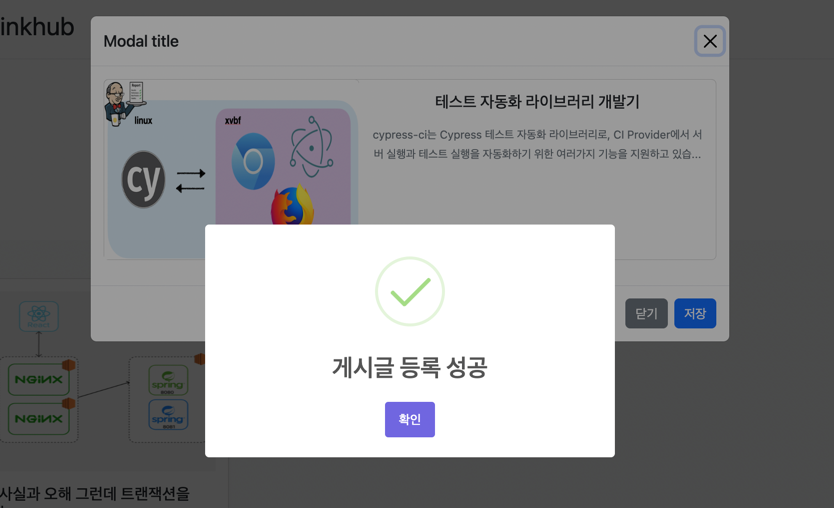 inkhub
Modal title
linux
xvbf
cy
테스트 자동화 라이브러리 개발기
cypress-ci는 Cypress 테스트 자동화 라이브러리로, CI Provider에서 서
버 실행과 테스트 실행을 자동화하기 위한 여러가지 기능을 지원하고 있습...
게시글 등록 성공
확인
닫기
저장
NGINX
NGINX
spring
spring
사실과 오해 그런데 트랜잭션을